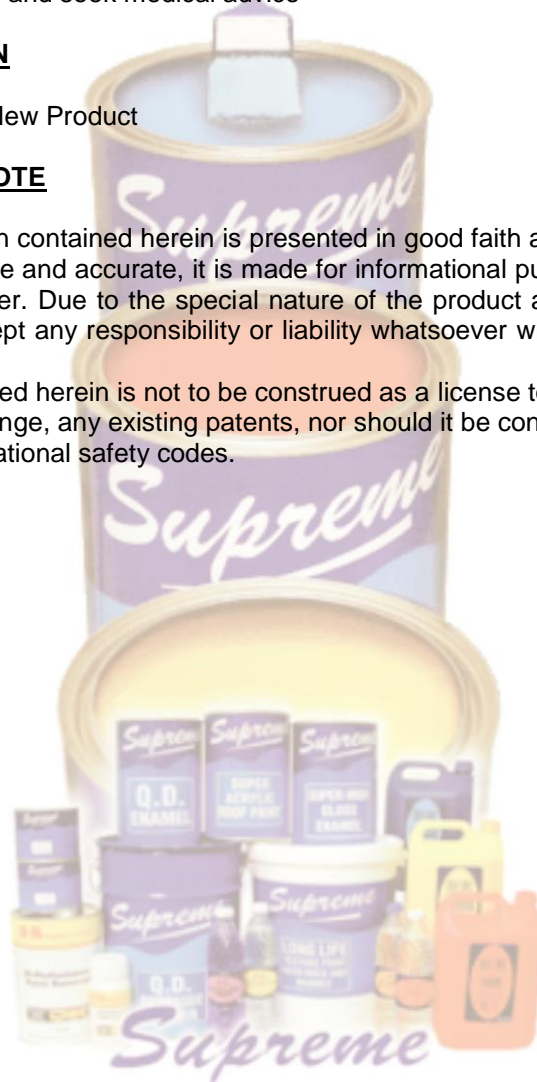 and seek medical advice
N
New Product
OTE
n contained herein is presented in good faith a
e and accurate, it is made for informational pu
er. Due to the special nature of the product a
ept any responsibility or liability whatsoever w
ed herein is not to be construed as a license to
nge, any existing patents, nor should it be con
ational safety codes.
Supreme
Supreme
Supreme
Supreme
Supreme
Q.D.
ENAMEL
SUPER
ACRYLIC
ROOF PAINT
SUPER HIGH
GLOSS
ENAMEL
Supreme
Supreme
LONG LIFE
Q.D.
Supreme